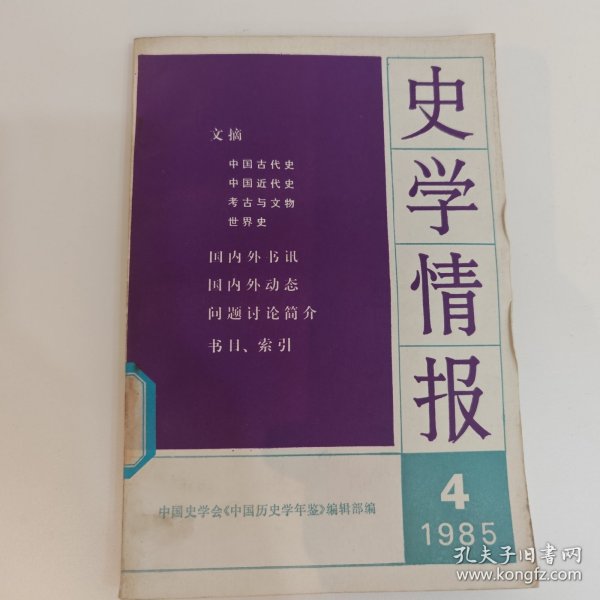 史学情报
文摘
中国古代史
中国近代史
考古与文物
世界史
国内外书讯
国内外动态
问题讨论简介
书目、索引
4
1985
中国史学会《中国历史学年鉴》编辑部编
孔夫子旧书网
www.kongfz.com